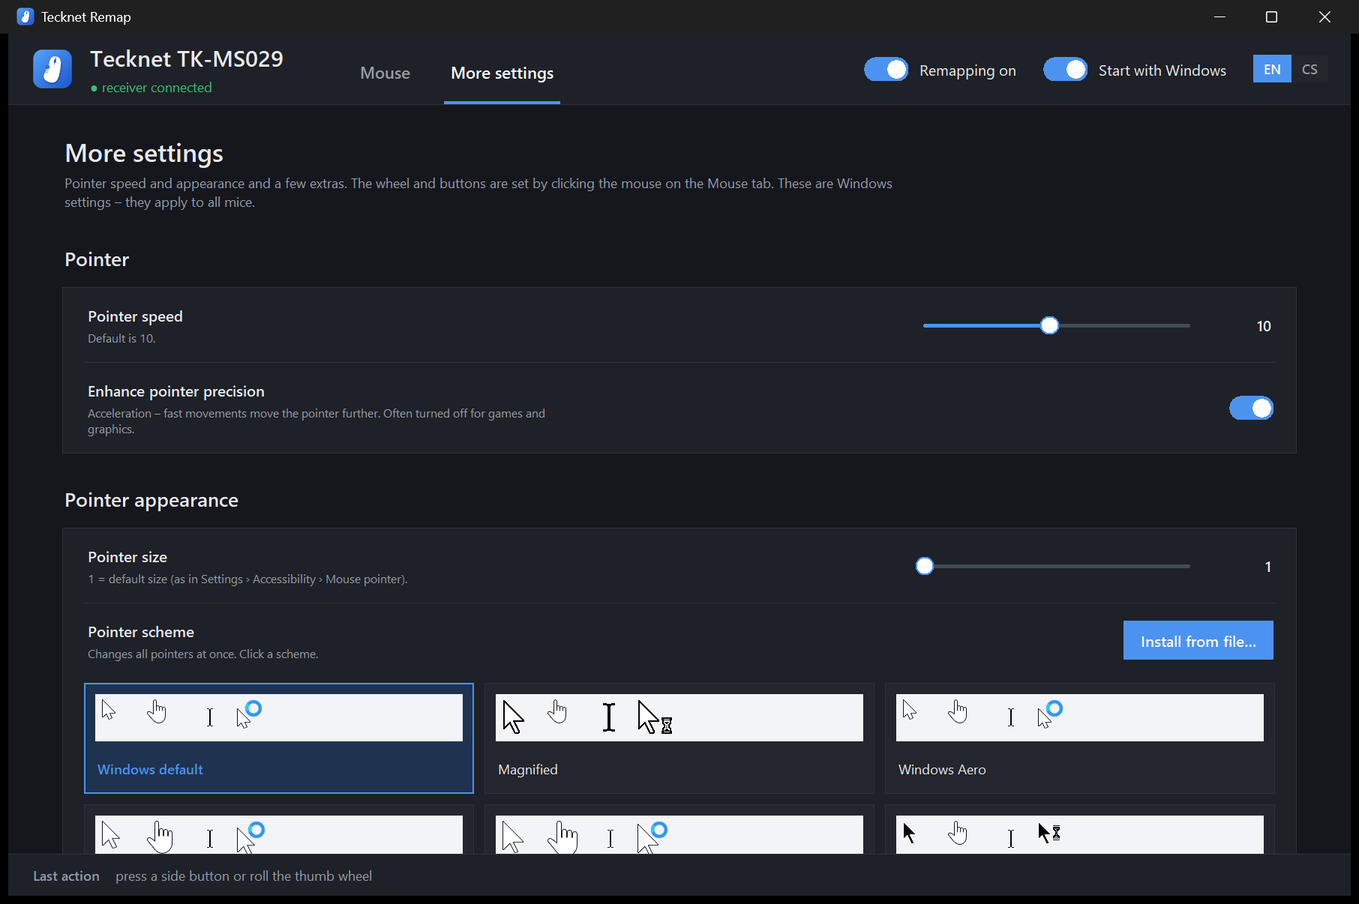 Tecknet Remap
Tecknet TK-MS029
receiver connected
Mouse
More settings
Remapping on
Start with Windows
EN
CS
More settings
Pointer speed and appearance and a few extras. The wheel and buttons are set by clicking the mouse on the Mouse tab. These are Windows
settings – they apply to all mice.
Pointer
Pointer speed
Default is 10.
10
Enhance pointer precision
Acceleration – fast movements move the pointer further. Often turned off for games and
graphics.
Pointer appearance
Pointer size
1 = default size (as in Settings › Accessibility › Mouse pointer).
1
Pointer scheme
Changes all pointers at once. Click a scheme.
Install from file...
Windows default
Magnified
Windows Aero
Last action press a side button or roll the thumb wheel